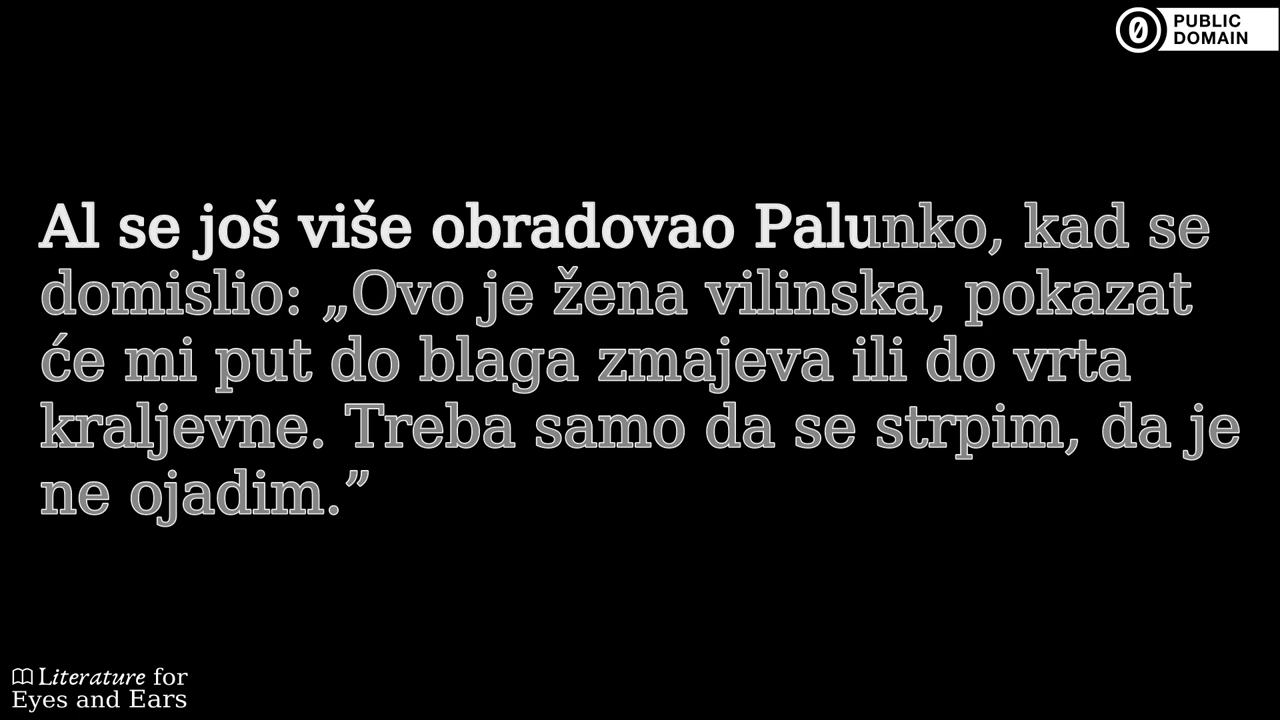 PUBLIC
DOMAIN
Al se još više obradovao Palunko, kad se
domislio: „Ovo je žena vilinska, pokazat
će mi put do blaga zmajeva ili do vrta
kraljevne. Treba samo da se strpim, da je
ne ojadim.”
Literature for
Eyes and Ears